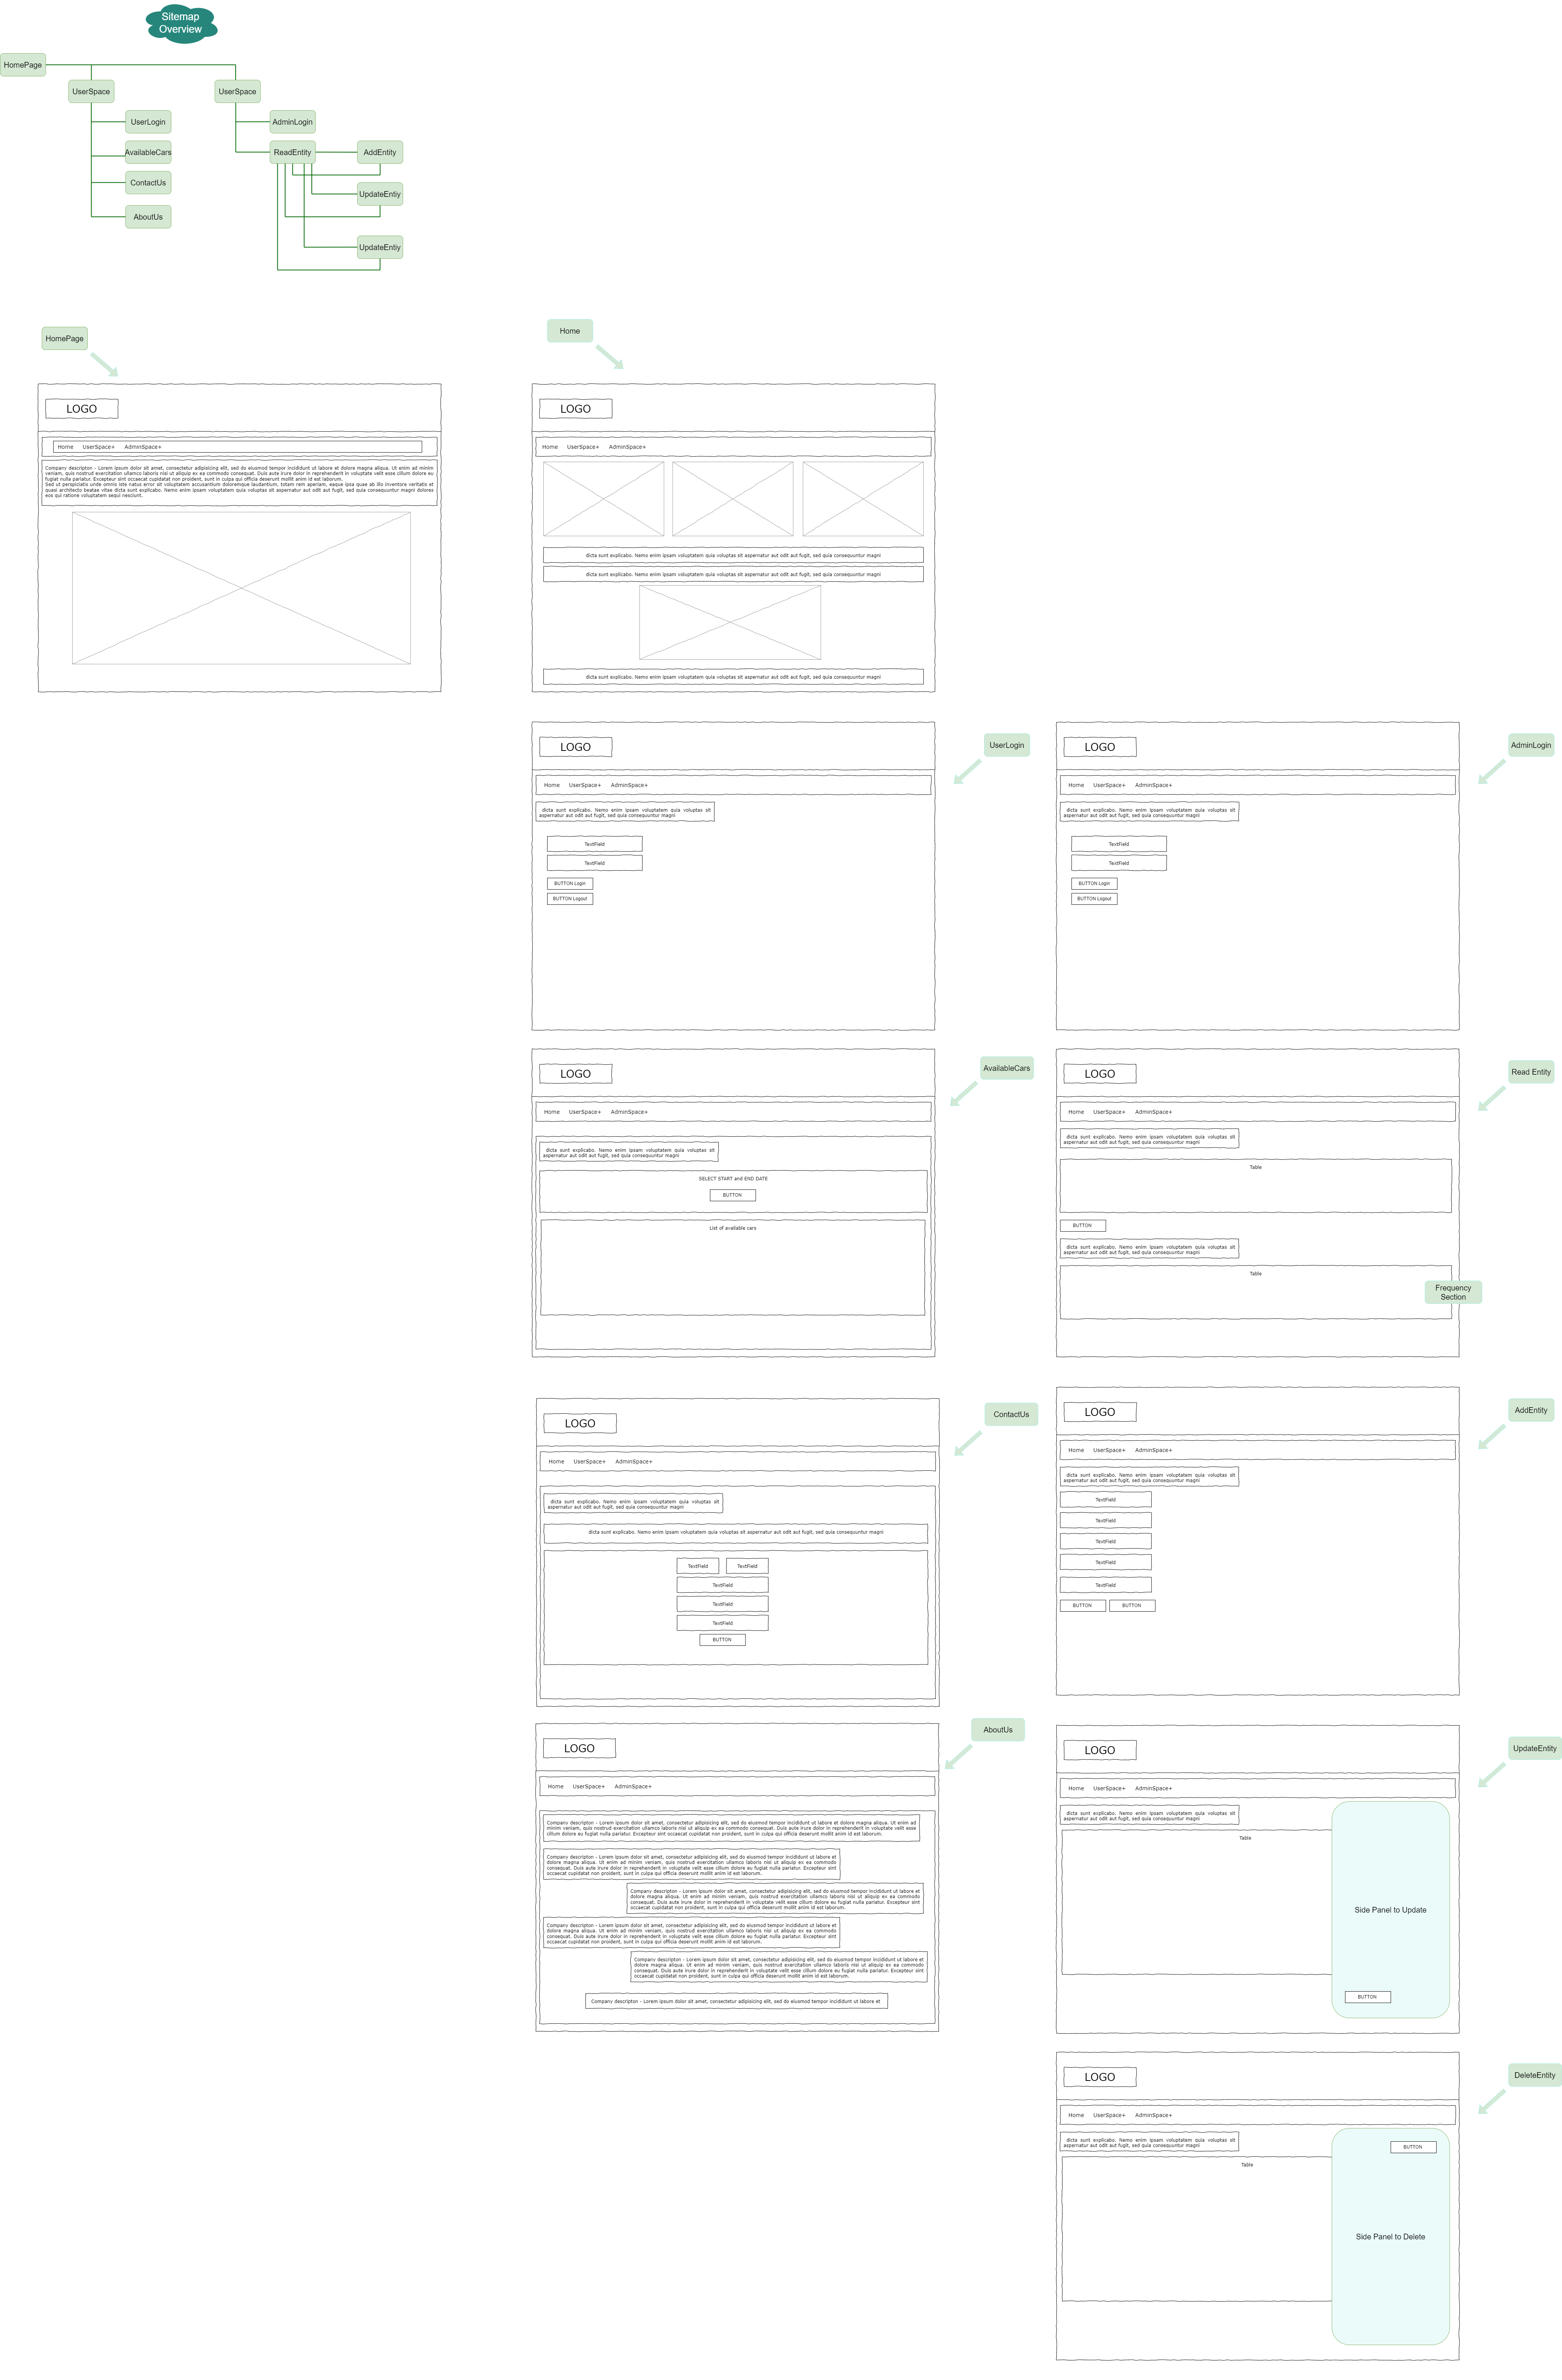 Sitemap
Overview
HomePage
UserSpace
UserSpace
UserLogin
AdminLogin
AvailableCars
ReadEntity
AddEntity
ContactUs
UpdateEntiy
AboutUs
UpdateEntiy
HomePage
LOGO
Home UserSpace+ AdminSpace+
Company descripton - Lorem ipsum dolor sit amet, consectetur adipisicing elit, sed do eiusmod tempor incididunt ut labore et dolore magna aliqua. Ut enim ad minim
veniam, quis nostrud exercitation ullamco laboris nisi ut aliquip ex ea commodo consequat. Duis aute irure dolor in reprehenderit in voluptate velit esse cillum dolore eu
fugiat nulla pariatur. Excepteur sint occaecat cupidatat non proident, sunt in culpa qui officia deserunt mollit anim id est laborum.
Sed ut perspiciatis unde omnis iste natus error sit voluptatem accusantium doloremque laudantium, totam rem aperiam, eaque ipsa quae ab illo inventore veritatis et
quasi architecto beatae vitae dicta sunt explicabo. Nemo enim ipsam voluptatem quia voluptas sit aspernatur aut odit aut fugit, sed quia consequuntur magni dolores
eos qui ratione voluptatem sequi nesciunt.
Home
LOGO
Home UserSpace+ AdminSpace+
dicta sunt explicabo. Nemo enim ipsam voluptatem quia voluptas sit aspernatur aut odit aut fugit, sed quia consequuntur magni
dicta sunt explicabo. Nemo enim ipsam voluptatem quia voluptas sit aspernatur aut odit aut fugit, sed quia consequuntur magni
dicta sunt explicabo. Nemo enim ipsam voluptatem quia voluptas sit aspernatur aut odit aut fugit, sed quia consequuntur magni
UserLogin
LOGO
Home UserSpace+ AdminSpace+
dicta sunt explicabo. Nemo enim ipsam voluptatem quia voluptas sit
aspernatur aut odit aut fugit, sed quia consequuntur magni
TextField
TextField
BUTTON Login
BUTTON Logout
AdminLogin
LOGO
Home UserSpace+ AdminSpace+
dicta sunt explicabo. Nemo enim ipsam voluptatem quia voluptas sit
aspernatur aut odit aut fugit, sed quia consequuntur magni
TextField
TextField
BUTTON Login
BUTTON Logout
AvailableCars
LOGO
Home UserSpace+ AdminSpace+
dicta sunt explicabo. Nemo enim ipsam voluptatem quia voluptas sit
aspernatur aut odit aut fugit, sed quia consequuntur magni
SELECT START and END DATE
BUTTON
List of available cars
Read Entity
LOGO
Home UserSpace+ AdminSpace+
dicta sunt explicabo. Nemo enim ipsam voluptatem quia voluptas sit
aspernatur aut odit aut fugit, sed quia consequuntur magni
Table
BUTTON
dicta sunt explicabo. Nemo enim ipsam voluptatem quia voluptas sit
aspernatur aut odit aut fugit, sed quia consequuntur magni
Table
Frequency
Section
ContactUs
LOGO
Home UserSpace+ AdminSpace+
dicta sunt explicabo. Nemo enim ipsam voluptatem quia voluptas sit
aspernatur aut odit aut fugit, sed quia consequuntur magni
dicta sunt explicabo. Nemo enim ipsam voluptatem quia voluptas sit aspernatur aut odit aut fugit, sed quia consequuntur magni
TextField TextField
TextField
TextField
TextField
BUTTON
AddEntity
LOGO
Home UserSpace+ AdminSpace+
dicta sunt explicabo. Nemo enim ipsam voluptatem quia voluptas sit
aspernatur aut odit aut fugit, sed quia consequuntur magni
TextField
TextField
TextField
TextField
TextField
BUTTON BUTTON
AboutUs
LOGO
Home UserSpace+ AdminSpace+
Company descripton - Lorem ipsum dolor sit amet, consectetur adipisicing elit, sed do eiusmod tempor incididunt ut labore et dolore magna aliqua. Ut enim ad
minim veniam, quis nostrud exercitation ullamco laboris nisi ut aliquip ex ea commodo consequat. Duis aute irure dolor in reprehenderit in voluptate velit esse
cillum dolore eu fugiat nulla pariatur. Excepteur sint occaecat cupidatat non proident, sunt in culpa qui officia deserunt mollit anim id est laborum.
Company descripton - Lorem ipsum dolor sit amet, consectetur adipisicing elit, sed do eiusmod tempor incididunt ut labore et
dolore magna aliqua. Ut enim ad minim veniam, quis nostrud exercitation ullamco laboris nisi ut aliquip ex ea commodo
consequat. Duis aute irure dolor in reprehenderit in voluptate velit esse cillum dolore eu fugiat nulla pariatur. Excepteur sint
occaecat cupidatat non proident, sunt in culpa qui officia deserunt mollit anim id est laborum.
Company descripton - Lorem ipsum dolor sit amet, consectetur adipisicing elit, sed do eiusmod tempor incididunt ut labore et
dolore magna aliqua. Ut enim ad minim veniam, quis nostrud exercitation ullamco laboris nisi ut aliquip ex ea commodo
consequat. Duis aute irure dolor in reprehenderit in voluptate velit esse cillum dolore eu fugiat nulla pariatur. Excepteur sint
occaecat cupidatat non proident, sunt in culpa qui officia deserunt mollit anim id est laborum.
Company descripton - Lorem ipsum dolor sit amet, consectetur adipisicing elit, sed do eiusmod tempor incididunt ut labore et
dolore magna aliqua. Ut enim ad minim veniam, quis nostrud exercitation ullamco laboris nisi ut aliquip ex ea commodo
consequat. Duis aute irure dolor in reprehenderit in voluptate velit esse cillum dolore eu fugiat nulla pariatur. Excepteur sint
occaecat cupidatat non proident, sunt in culpa qui officia deserunt mollit anim id est laborum.
Company descripton - Lorem ipsum dolor sit amet, consectetur adipisicing elit, sed do eiusmod tempor incididunt ut labore et
dolore magna aliqua. Ut enim ad minim veniam, quis nostrud exercitation ullamco laboris nisi ut aliquip ex ea commodo
consequat. Duis aute irure dolor in reprehenderit in voluptate velit esse cillum dolore eu fugiat nulla pariatur. Excepteur sint
occaecat cupidatat non proident, sunt in culpa qui officia deserunt mollit anim id est laborum.
Company descripton - Lorem ipsum dolor sit amet, consectetur adipisicing elit, sed do eiusmod tempor incididunt ut labore et
UpdateEntity
LOGO
Home UserSpace+ AdminSpace+
dicta sunt explicabo. Nemo enim ipsam voluptatem quia voluptas sit
aspernatur aut odit aut fugit, sed quia consequuntur magni
Table
Side Panel to Update
BUTTON
DeleteEntity
LOGO
Home UserSpace+ AdminSpace+
dicta sunt explicabo. Nemo enim ipsam voluptatem quia voluptas sit
aspernatur aut odit aut fugit, sed quia consequuntur magni
BUTTON
Table
Side Panel to Delete